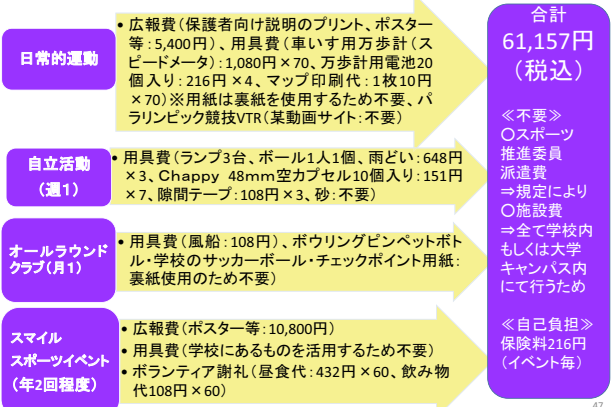 日常的運動
• 広報費(保護者向け説明のプリント、ポスター
等:5,400円)、用具費(車いす用万歩計(ス
ピードメータ):1,080円×70、万歩計用電池20
個入り:216円×4、マップ印刷代:1枚10円
×70)※用紙は裏紙を使用するため不要、パ
ラリンピック競技VTR(某動画サイト:不要)
自立活動
(週1)
• 用具費(ランプ3台、ボール1人1個、雨どい:648円
×3、Chappy 48mm空カプセル10個入り:151円
×7、隙間テープ:108円×3、砂:不要)
オールラウンド
クラブ(月1)
• 用具費(風船:108円)、ボウリングピンペットボト
ル・学校のサッカーボール・チェックポイント用紙:
裏紙使用のため不要)
スマイル
スポーツイベント
(年2回程度)
• 広報費(ポスター等:10,800円)
• 用具費(学校にあるものを活用するため不要)
• ボランティア謝礼(昼食代:432円×60、飲み物
代108円×60)
合計
61,157円
(税込)
≪不要≫
〇スポーツ
推進委員
派遣費
⇒規定により
〇施設費
⇒全て学校内
もしくは大学
キャンパス内
にて行うため
≪自己負担≫
保険料216円
(イベント毎)
47